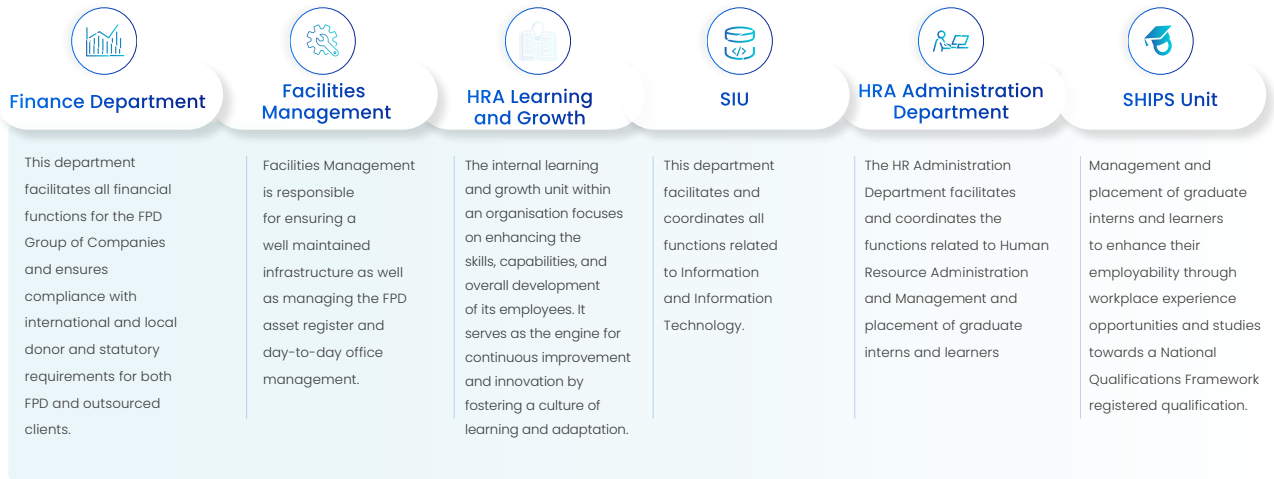 Finance Department
This department
facilitates all financial
functions for the FPD
Group of Companies
and ensures
compliance with
international and local
donor and statutory
requirements for both
FPD and outsourced
clients.
Facilities
Management
Facilities Management
is responsible
for ensuring a
well maintained
infrastructure as well
as managing the FPD
asset register and
day-to-day office
management.
HRA Learning
and Growth
The internal learning
and growth unit within
an organisation focuses
on enhancing the
skills, capabilities, and
overall development
of its employees. It
serves as the engine for
continuous improvement
and innovation by
fostering a culture of
learning and adaptation.
SIU
This department
facilitates and
coordinates all
functions related
to Information
and Information
Technology.
HRA Administration
Department
The HR Administration
Department facilitates
and coordinates the
functions related to Human
Resource Administration
and Management and
placement of graduate
interns and learners
SHIPS Unit
Management and
placement of graduate
interns and learners
to enhance their
employability through
workplace experience
opportunities and studies
towards a National
Qualifications Framework
registered qualification.